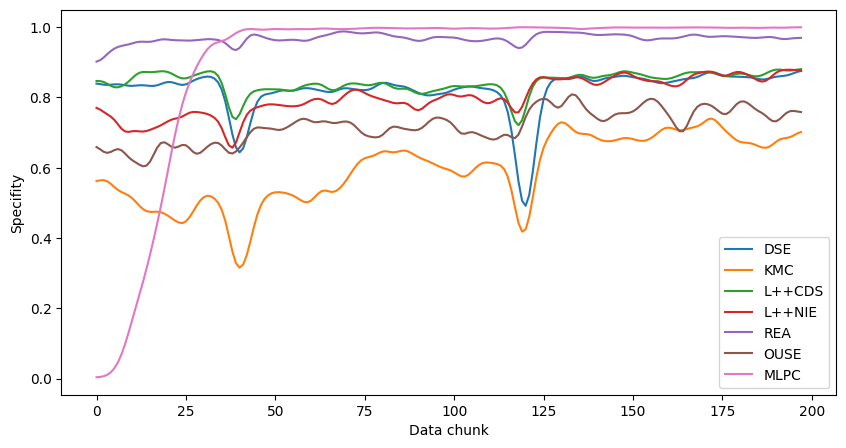 1.0
0.8
0.6
0.4
0.2
0.0
Specifity
0
25
50
75
100
125
150
175
200
Data chunk
DSE
KMC
L++CDS
L++NIE
REA
OUSE
MLPC